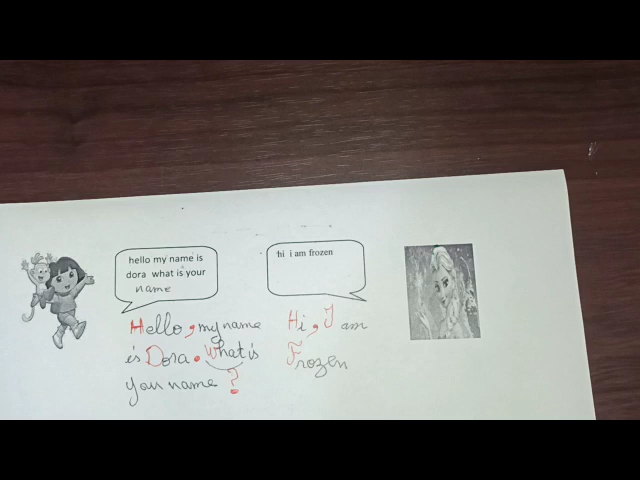 hello my name is
dora what is your
name
hi i am frozen
Hello, my name
is Dora. What is
your name?
Hi, I am
Frozen